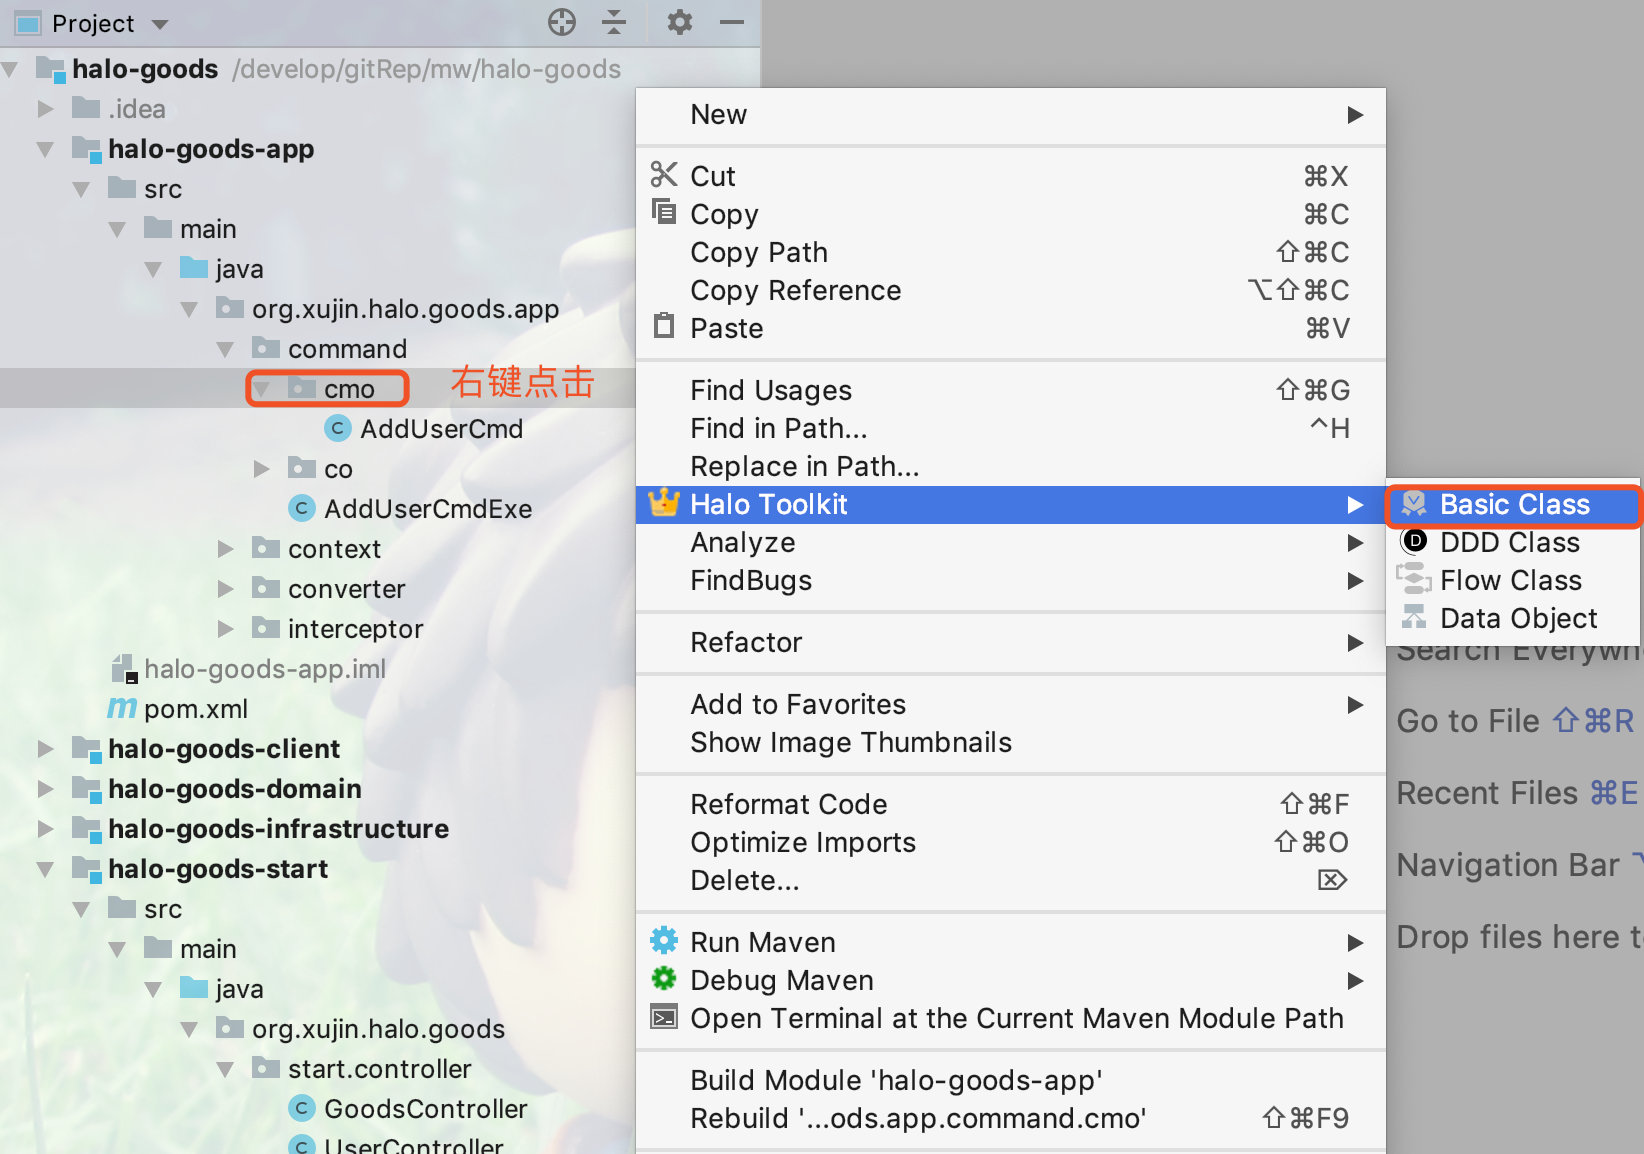 Project
halo-goods /develop/gitRep/mw/halo-goods
.idea
halo-goods-app
src
main
java
org.xujin.halo.goods.app
command
cmo 右键点击
AddUserCmd
co
AddUserCmdExe
context
converter
interceptor
halo-goods-app.iml
pom.xml
halo-goods-client
halo-goods-domain
halo-goods-infrastructure
halo-goods-start
src
main
java
org.xujin.halo.goods
start.controller
GoodsController
UserController
New
Cut ⌘X
Copy ⌘C
Copy Path ⇧⌘C
Copy Reference ⌥⇧⌘C
Paste ⌘V
Find Usages ⇧⌘G
Find in Path... ^H
Replace in Path...
Halo Toolkit
Analyze
FindBugs
Refactor
Add to Favorites
Show Image Thumbnails
Reformat Code ⇧⌘F
Optimize Imports ⇧⌘O
Delete... ⌦
Run Maven
Debug Maven
Open Terminal at the Current Maven Module Path
Build Module 'halo-goods-app'
Rebuild '...ods.app.command.cmo' ⇧⌘F9
Basic Class
DDD Class
Flow Class
Data Object
Search Everywh
Go to File ⇧⌘R
Recent Files ⌘E
Navigation Bar
Drop files here t